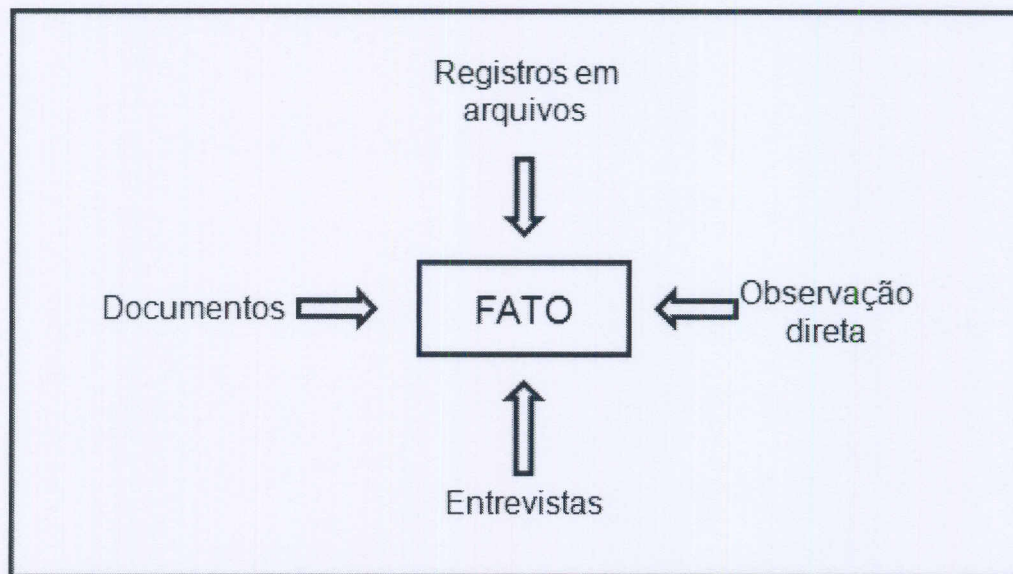 Registros em
arquivos
Documentos
FATO
Observação
direta
Entrevistas